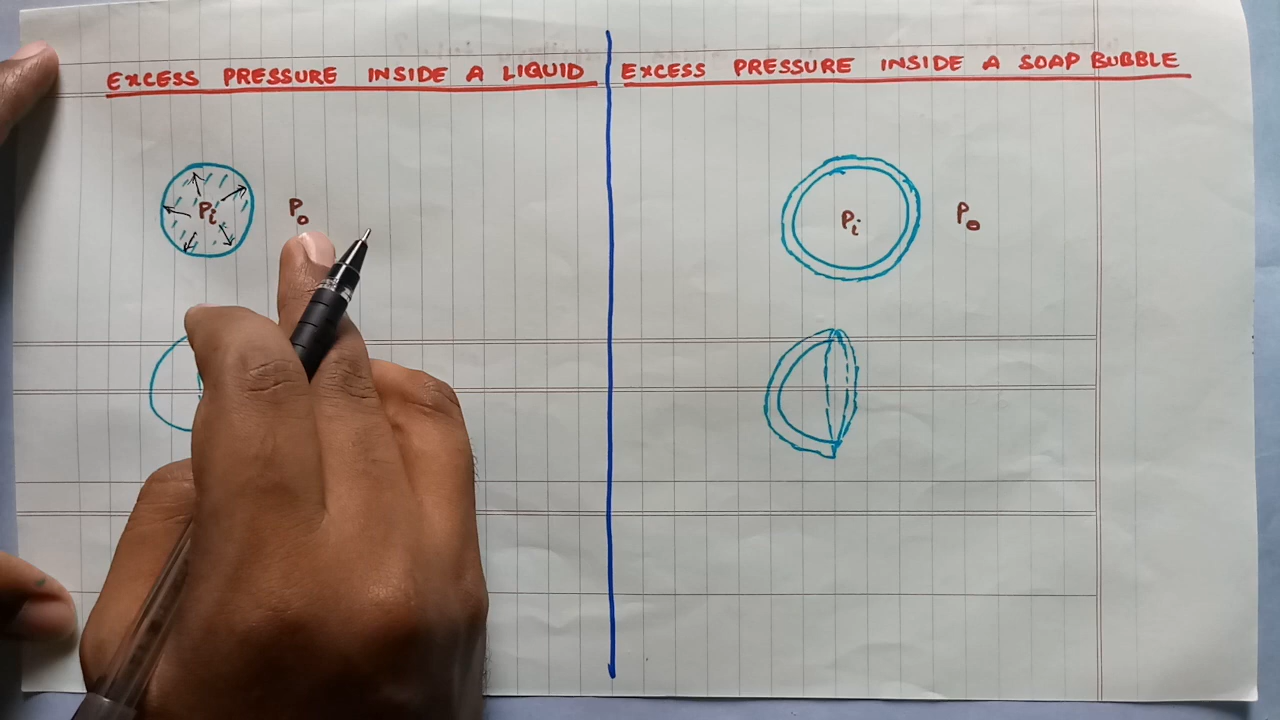 EXCESS PRESSURE INSIDE A LIQUID
Pi
Po
EXCESS PRESSURE INSIDE A SOAP BUBBLE
Pi
Po